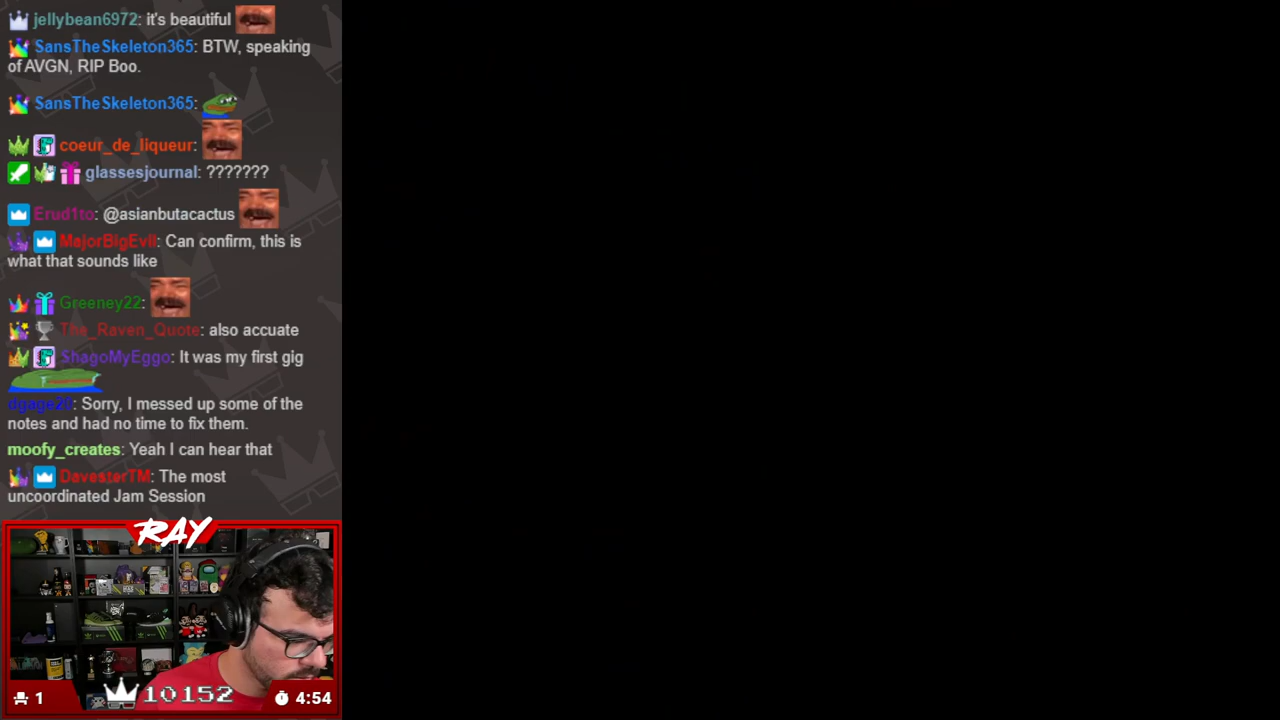 jellybean6972: it's beautiful
SansTheSkeleton365: BTW, speaking
of AVGN, RIP Boo.
SansTheSkeleton365:
coeur_de_liqueur:
glassesjournal: ???????
Erud1to: @asianbutacactus
MajorBigEvil: Can confirm, this is
what that sounds like
Greeney22:
The_Raven_Quote: also accuate
ShagoMyEggo: It was my first gig
dgage20: Sorry, I messed up some of the
notes and had no time to fix them.
moofy_creates: Yeah I can hear that
DavesterTM: The most
uncoordinated Jam Session
RAY
1
10152
4:54